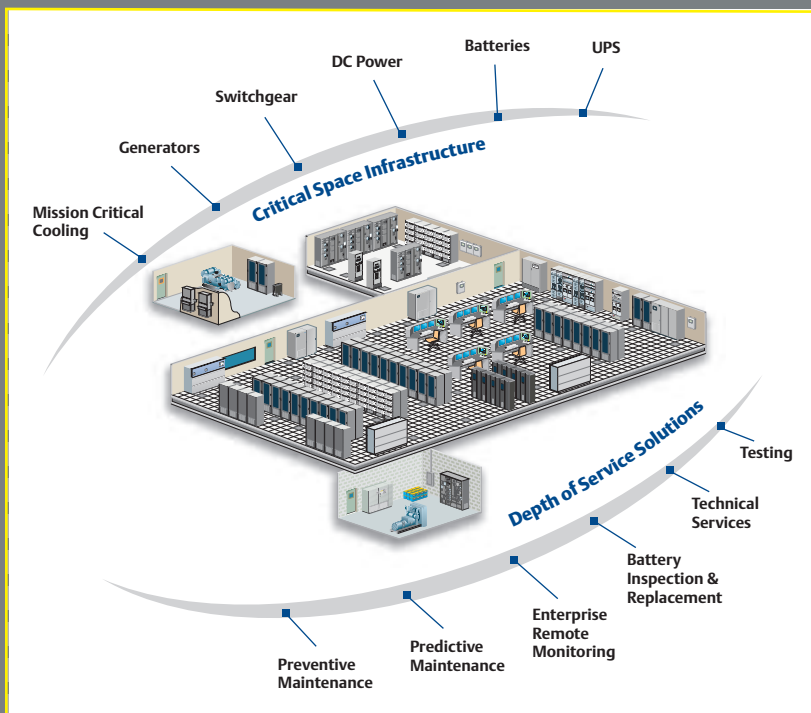 Batteries
UPS
DC Power
Switchgear
Generators
Mission Critical
Cooling
Critical Space Infrastructure
Depth of Service Solutions
Testing
Technical
Services
Battery
Inspection &
Replacement
Enterprise
Remote
Monitoring
Predictive
Maintenance
Preventive
Maintenance